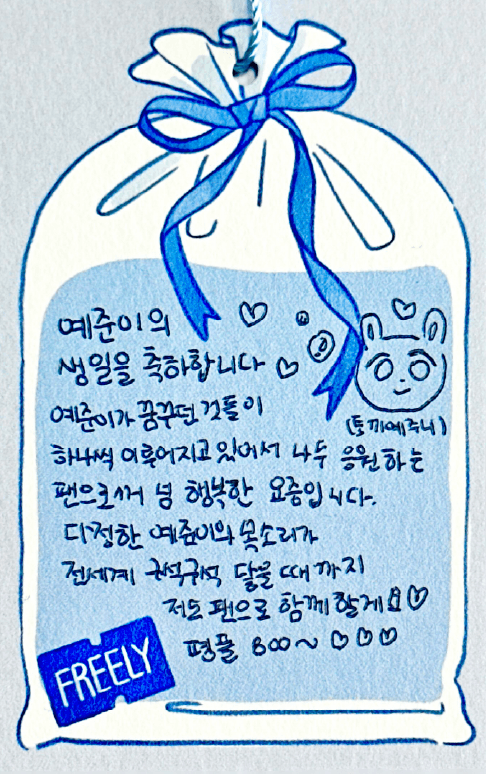 예준이의
생일을 축하합니다
예준이가 꿈꾸던 것들이
(토끼예주니)
하나씩 이루어지고 있어서 나두 응원하는
팬으로써 넘 행복한 요즘입니다.
다정한 예준이의 목소리가
전세계 구석구석 닿을 때까지
저도 팬으로 함께 할게요♡
평플 600~ ♡♡♡
FREELY